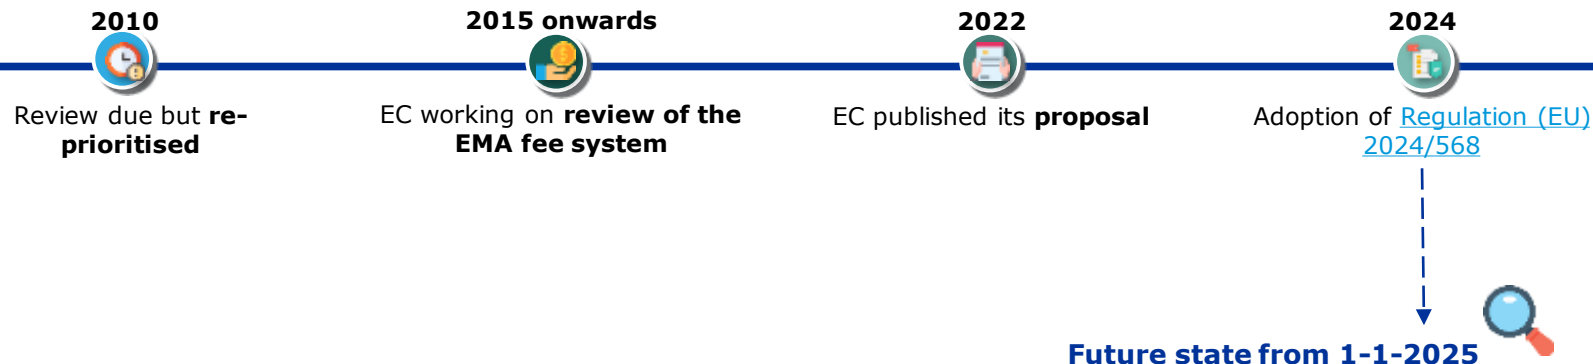 2010
Review due but re-
prioritised
2015 onwards
EC working on review of the
EMA fee system
2022
EC published its proposal
2024
Adoption of Regulation (EU)
2024/568
Future state from 1-1-2025